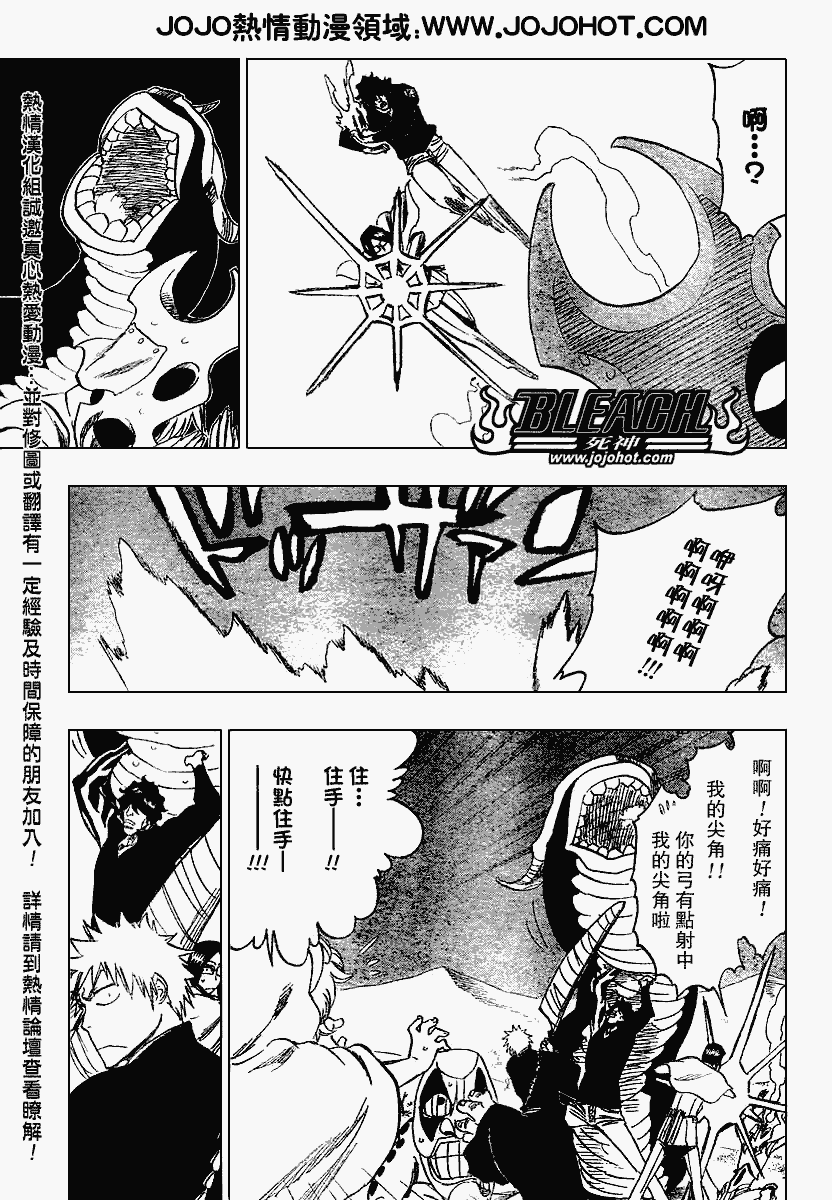 JOJO熱情動漫領域:WWW.JOJOHOT.COM
啊…?
BLEACH
死神
www.jojohot.com
呷呀啊啊啊啊
啊啊啊啊啊!!!
啊啊!好痛好痛!
我的尖角!!
你的弓有點射中
我的尖角啦
住…
住手—!!
快點住手—
—!!!
熱情漢化組誠邀真心熱愛動漫…並對修圖或翻譯有一定經驗及時間保障的朋友加入! 詳情請到熱情論壇查看瞭解!